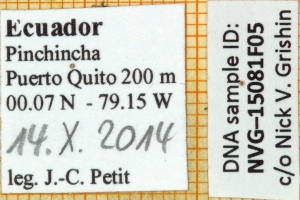 Ecuador
Pinchincha
Puerto Quito 200 m
00.07 N - 79.15 W
14. X. 2014
leg. J.-C. Petit
DNA sample ID:
NVG-15081F05
c/o Nick V. Grishin